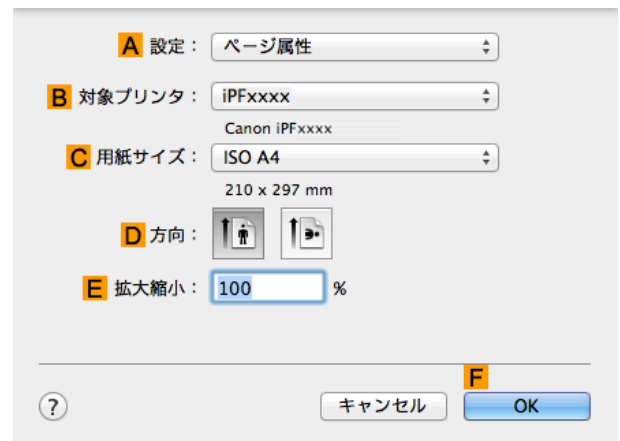 A 設定： ページ属性
B 対象プリンタ： iPFxxxx
Canon iPFxxxx
C 用紙サイズ： ISO A4
210 x 297 mm
D 方向：
E 拡大縮小： 100 %
F
? キャンセル OK